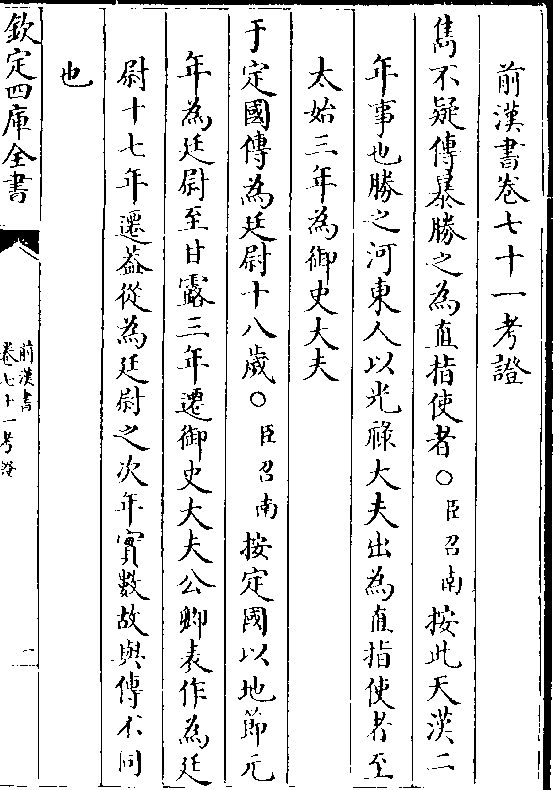 前漢書卷七十一考證
雋不疑傳暴勝之為直指使者○臣召南按此天漢二
年事也勝之河東人以光祿大夫出為直指使者至
太始三年為御史大夫
于定國傳為廷尉十八歲○臣召南按定國以地節元
年為廷尉至甘露三年遷御史大夫公卿表作為廷
尉十七年遷葢從為廷尉之次年實數故與傳不同
也
欽定四庫全書
前漢書
卷七十一考證
一